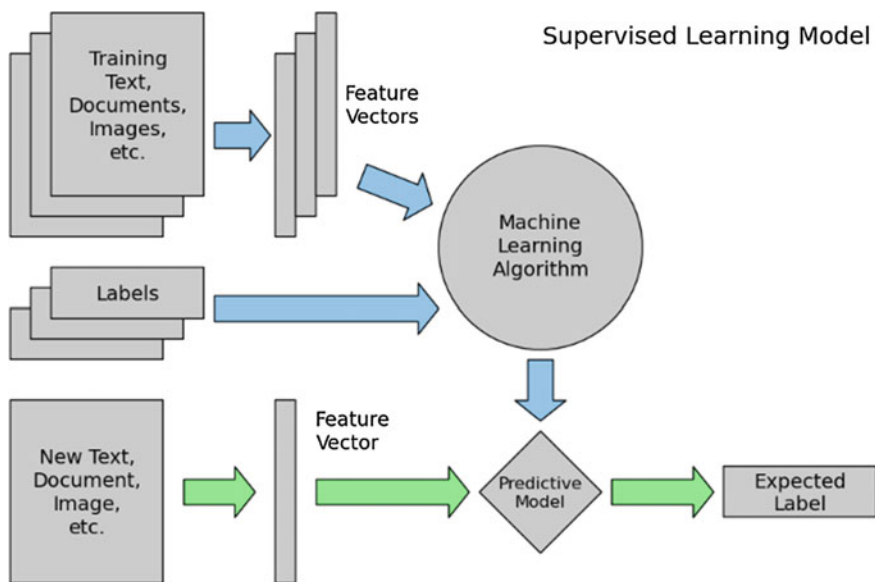 Supervised Learning Model
Training
Text,
Documents,
Images,
etc.
Feature
Vectors
Machine
Learning
Algorithm
Labels
New Text,
Document,
Image,
etc.
Feature
Vector
Predictive
Model
Expected
Label